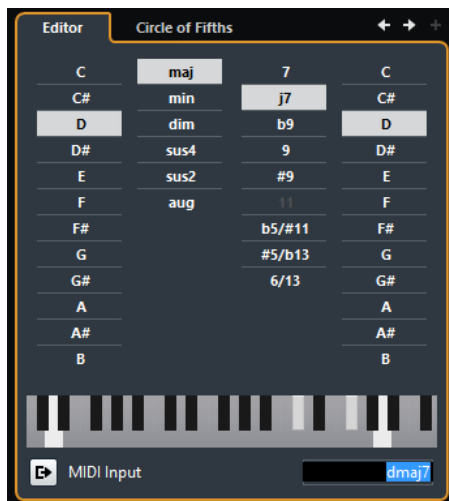 Editor Circle of Fifths
C maj 7 C
C# min j7 C#
D dim b9 D
D# sus4 9 D#
E sus2 #9 E
F aug 11 F
F# b5/#11 F#
G #5/b13 G
G# 6/13 G#
A A
A# A#
B B
MIDI Input dmaj7